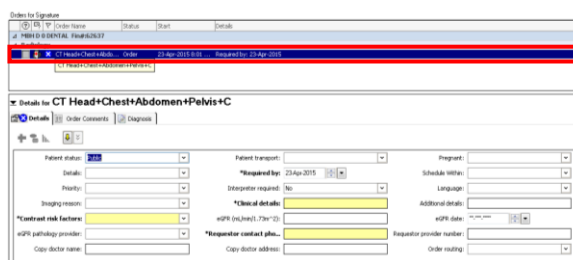 Orders for Signature
Order Name Status Start Details
MBH D B DENTAL Fin#:62637
CT Head+Chest+Abdo... Order 23-Apr-2015 8:01 ... Required by: 23-Apr-2015
CT Head+Chest+Abdomen+Pelvis+C
Details for CT Head+Chest+Abdomen+Pelvis+C
Details Order Comments Diagnosis
Patient status: Public Patient transport: Pregnant:
Details: *Required by: 23-Apr-2015 Schedule Within:
Priority: Interpreter required: No Language:
Imaging reason: *Clinical details: Additional details:
*Contrast risk factors: eGFR (mL/min/1.73m^2): eGFR date: **-***-****
eGFR pathology provider: *Requestor contact pho... Requestor provider number:
Copy doctor name: Copy doctor address: Order routing: